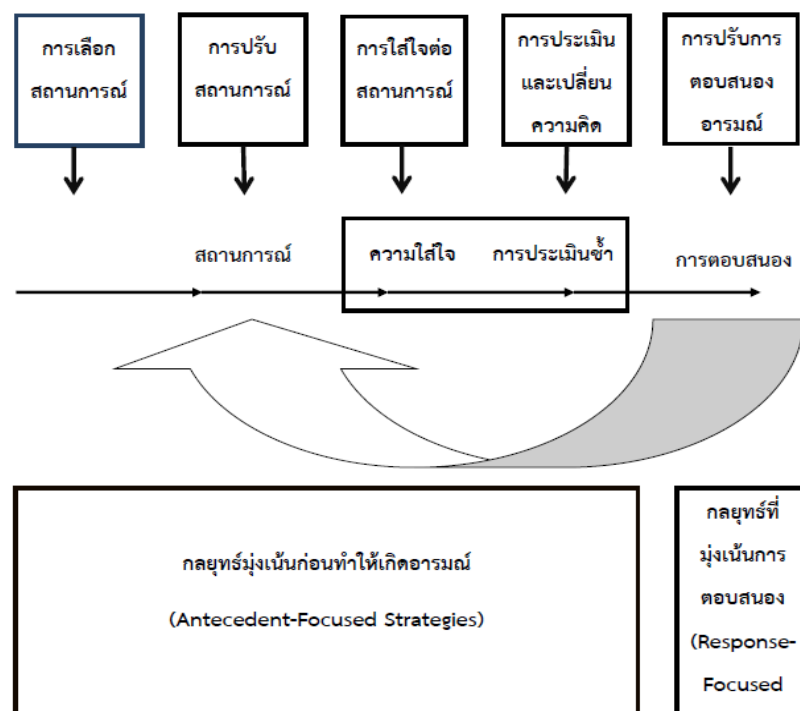 การเลือก
สถานการณ์
การปรับ
สถานการณ์
การใส่ใจต่อ
สถานการณ์
การประเมิน
และเปลี่ยน
ความคิด
การปรับการ
ตอบสนอง
อารมณ์
สถานการณ์
ความใส่ใจ
การประเมินซ้ำ
การตอบสนอง
กลยุทธ์มุ่งเน้นก่อนทำให้เกิดอารมณ์
(Antecedent-Focused Strategies)
กลยุทธ์ที่
มุ่งเน้นการ
ตอบสนอง
(Response-
Focused